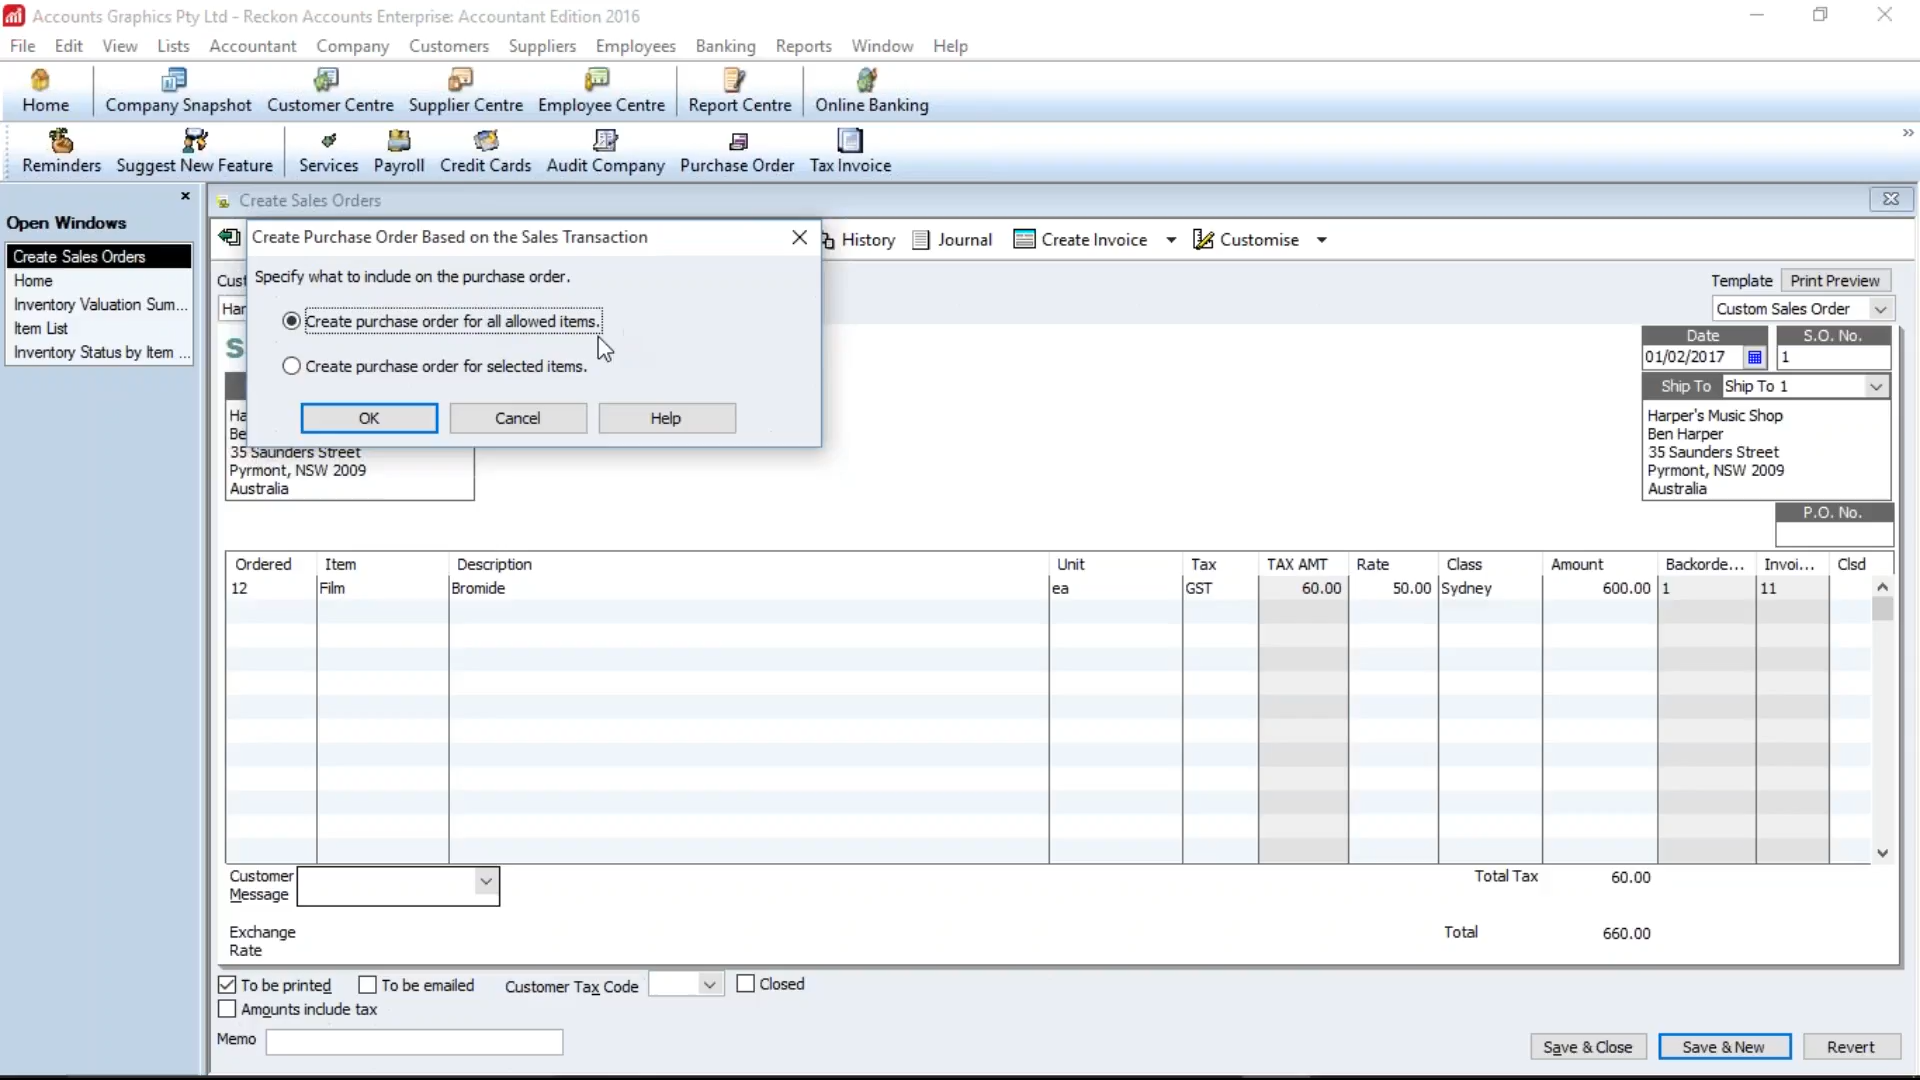 Accounts Graphics Pty Ltd - Reckon Accounts Enterprise: Accountant Edition 2016
File Edit View Lists Accountant Company Customers Suppliers Employees Banking Reports Window Help
Home Company Snapshot Customer Centre Supplier Centre Employee Centre Report Centre Online Banking
Reminders Suggest New Feature Services Payroll Credit Cards Audit Company Purchase Order Tax Invoice
Open Windows
Create Sales Orders
Home
Inventory Valuation Sum...
Item List
Inventory Status by Item ...
Create Sales Orders
History Journal Create Invoice Customise
Create Purchase Order Based on the Sales Transaction
Specify what to include on the purchase order.
Create purchase order for all allowed items.
Create purchase order for selected items.
OK Cancel Help
Cust
Har
S
Ha
Be
35 Saunders Street
Pyrmont, NSW 2009
Australia
Template Print Preview
Custom Sales Order
Date S.O. No.
01/02/2017 1
Ship To Ship To 1
Harper's Music Shop
Ben Harper
35 Saunders Street
Pyrmont, NSW 2009
Australia
P.O. No.
Ordered Item Description Unit Tax TAX AMT Rate Class Amount Backorde... Invoi... Clsd
12 Film Bromide ea GST 60.00 50.00 Sydney 600.00 1 11
Customer
Message
Total Tax 60.00
Exchange
Rate
Total 660.00
To be printed To be emailed Customer Tax Code Closed
Amounts include tax
Memo
Save & Close Save & New Revert